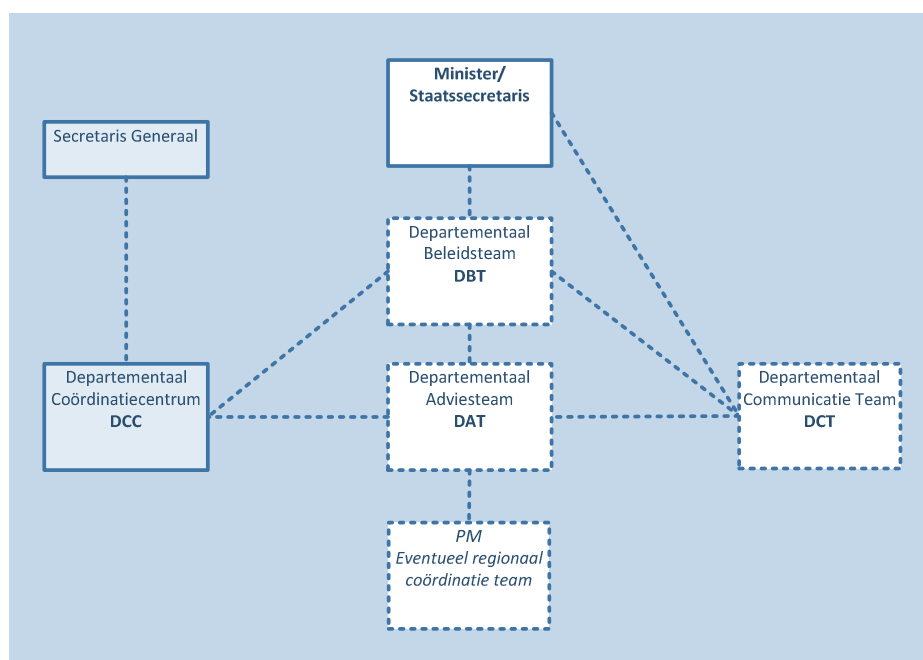 Minister/
Staatssecretaris
Secretaris Generaal
Departementaal
Beleidsteam
DBT
Departementaal
Coördinatiecentrum
DCC
Departementaal
Adviesteam
DAT
Departementaal
Communicatie Team
DCT
PM
Eventueel regionaal
coördinatie team